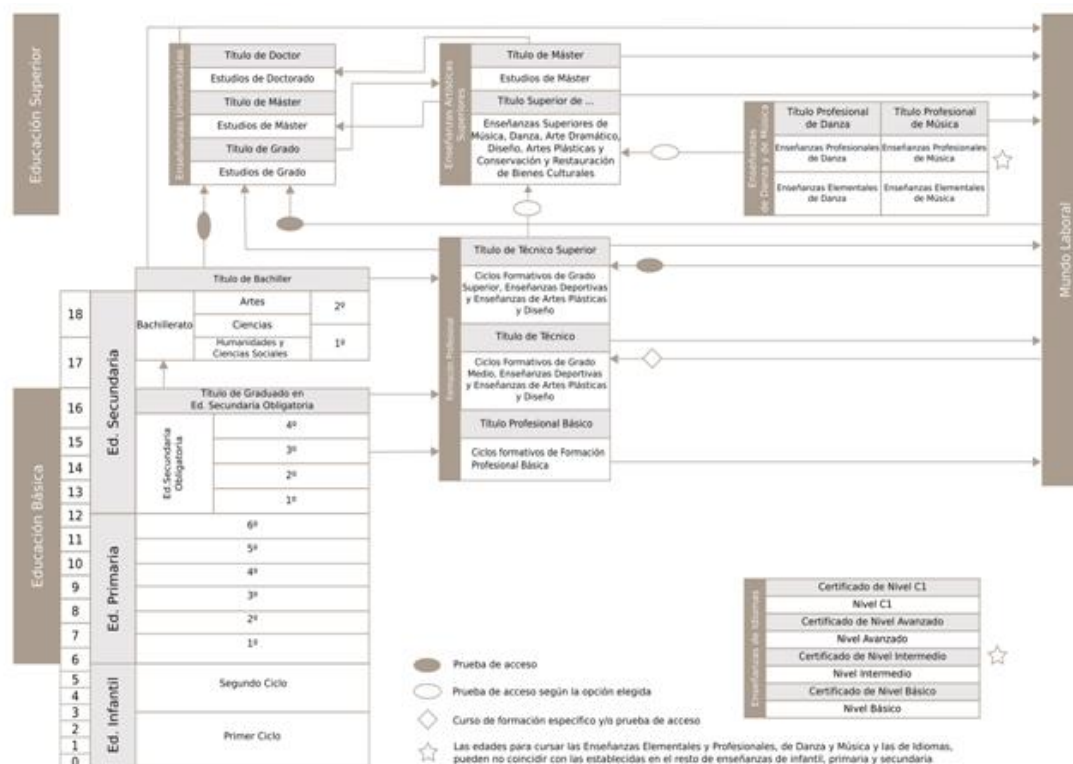 Educación Superior
Enseñanzas Universitarias
Título de Doctor
Estudios de Doctorado
Título de Máster
Estudios de Máster
Título de Grado
Estudios de Grado
Enseñanzas Artísticas
Superiores
Título de Máster
Estudios de Máster
Título Superior de ...
Enseñanzas Superiores de
Música, Danza, Arte Dramático,
Diseño, Artes Plásticas y
Conservación y Restauración
de Bienes Culturales
Enseñanzas
de Danza y de Música
Título Profesional
de Danza
Título Profesional
de Música
Enseñanzas Profesionales
de Danza
Enseñanzas Profesionales
de Música
Enseñanzas Elementales
de Danza
Enseñanzas Elementales
de Música
Mundo Laboral
Formación Profesional
Título de Técnico Superior
Ciclos Formativos de Grado
Superior, Enseñanzas Deportivas
y Enseñanzas de Artes Plásticas
y Diseño
Título de Técnico
Ciclos Formativos de Grado
Medio, Enseñanzas Deportivas
y Enseñanzas de Artes Plásticas
y Diseño
Título Profesional Básico
Ciclos formativos de Formación
Profesional Básica
Título de Bachiller
Bachillerato
Artes
Ciencias
Humanidades y
Ciencias Sociales
2º
1º
Ed. Secundaria
18
17
16
15
14
13
12
Título de Graduado en
Ed. Secundaria Obligatoria
Ed.Secundaria
Obligatoria
4º
3º
2º
1º
Educación Básica
Ed. Primaria
11
10
9
8
7
6
6º
5º
4º
3º
2º
1º
Ed. Infantil
5
4
3
2
1
0
Segundo Ciclo
Primer Ciclo
Enseñanzas de Idiomas
Certificado de Nivel C1
Nivel C1
Certificado de Nivel Avanzado
Nivel Avanzado
Certificado de Nivel Intermedio
Nivel Intermedio
Certificado de Nivel Básico
Nivel Básico
Prueba de acceso
Prueba de acceso según la opción elegida
Curso de formación específico y/o prueba de acceso
Las edades para cursar las Enseñanzas Elementales y Profesionales, de Danza y Música y las de Idiomas,
pueden no coincidir con las establecidas en el resto de enseñanzas de infantil, primaria y secundaria